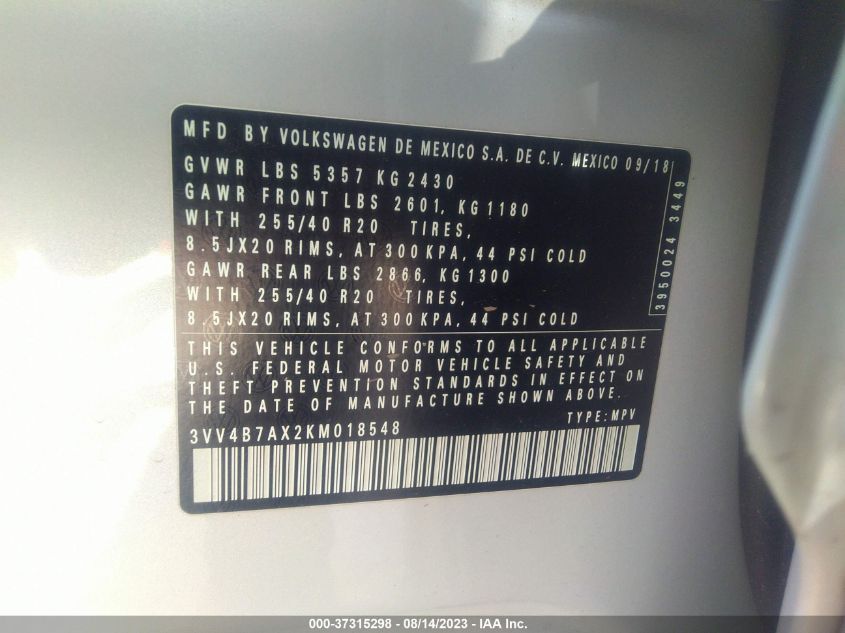 MFD BY VOLKSWAGEN DE MEXICO S.A. DE C.V. MEXICO 09/18
GVWR LBS 5357 KG 2430
GAWR FRONT LBS 2601, KG 1180
WITH 255/40 R20 TIRES,
8.5JX20 RIMS, AT 300 KPA, 44 PSI COLD
GAWR REAR LBS 2866, KG 1300
WITH 255/40 R20 TIRES,
8.5JX20 RIMS, AT 300 KPA, 44 PSI COLD
3950024 3449
THIS VEHICLE CONFORMS TO ALL APPLICABLE
U.S. FEDERAL MOTOR VEHICLE SAFETY AND
THEFT PREVENTION STANDARDS IN EFFECT ON
THE DATE OF MANUFACTURE SHOWN ABOVE.
3VV4B7AX2KM018548 TYPE: MPV
000-37315298 - 08/14/2023 - IAA Inc.